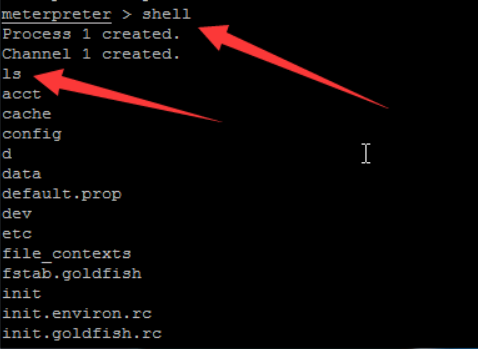 meterpreter > shell
Process 1 created.
Channel 1 created.
ls
acct
cache
config
d
data
default.prop
dev
etc
file_contexts
fstab.goldfish
init
init.environ.rc
init.goldfish.rc